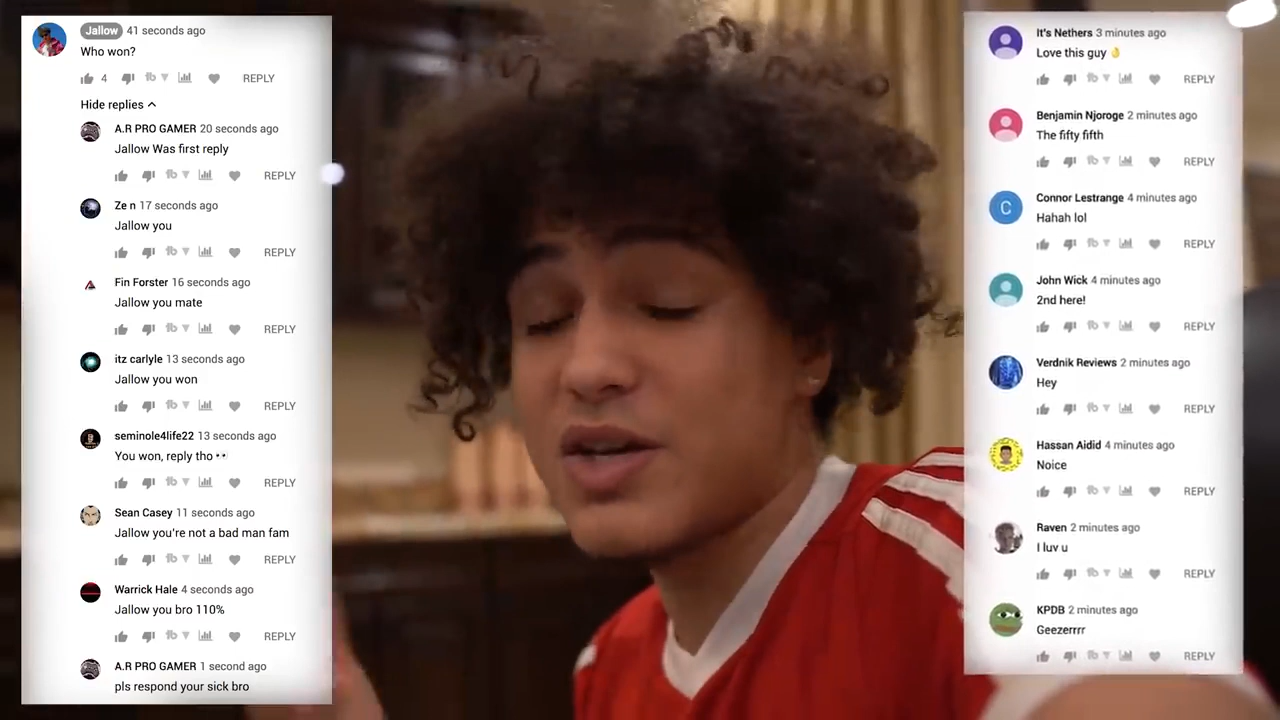 Jallow 41 seconds ago
Who won?
4 REPLY
Hide replies
A.R PRO GAMER 20 seconds ago
Jallow Was first reply
REPLY
Ze n 17 seconds ago
Jallow you
REPLY
Fin Forster 16 seconds ago
Jallow you mate
REPLY
itz carlyle 13 seconds ago
Jallow you won
REPLY
seminole4life22 13 seconds ago
You won, reply tho 👀
REPLY
Sean Casey 11 seconds ago
Jallow you're not a bad man fam
REPLY
Warrick Hale 4 seconds ago
Jallow you bro 110%
REPLY
A.R PRO GAMER 1 second ago
pls respond your sick bro
It's Nethers 3 minutes ago
Love this guy 👌
REPLY
Benjamin Njoroge 2 minutes ago
The fifty fifth
REPLY
Connor Lestrange 4 minutes ago
C
Hahah lol
REPLY
John Wick 4 minutes ago
2nd here!
REPLY
Verdnik Reviews 2 minutes ago
Hey
REPLY
Hassan Aidid 4 minutes ago
Noice
REPLY
Raven 2 minutes ago
I luv u
REPLY
KPDB 2 minutes ago
Geezerrrr
REPLY